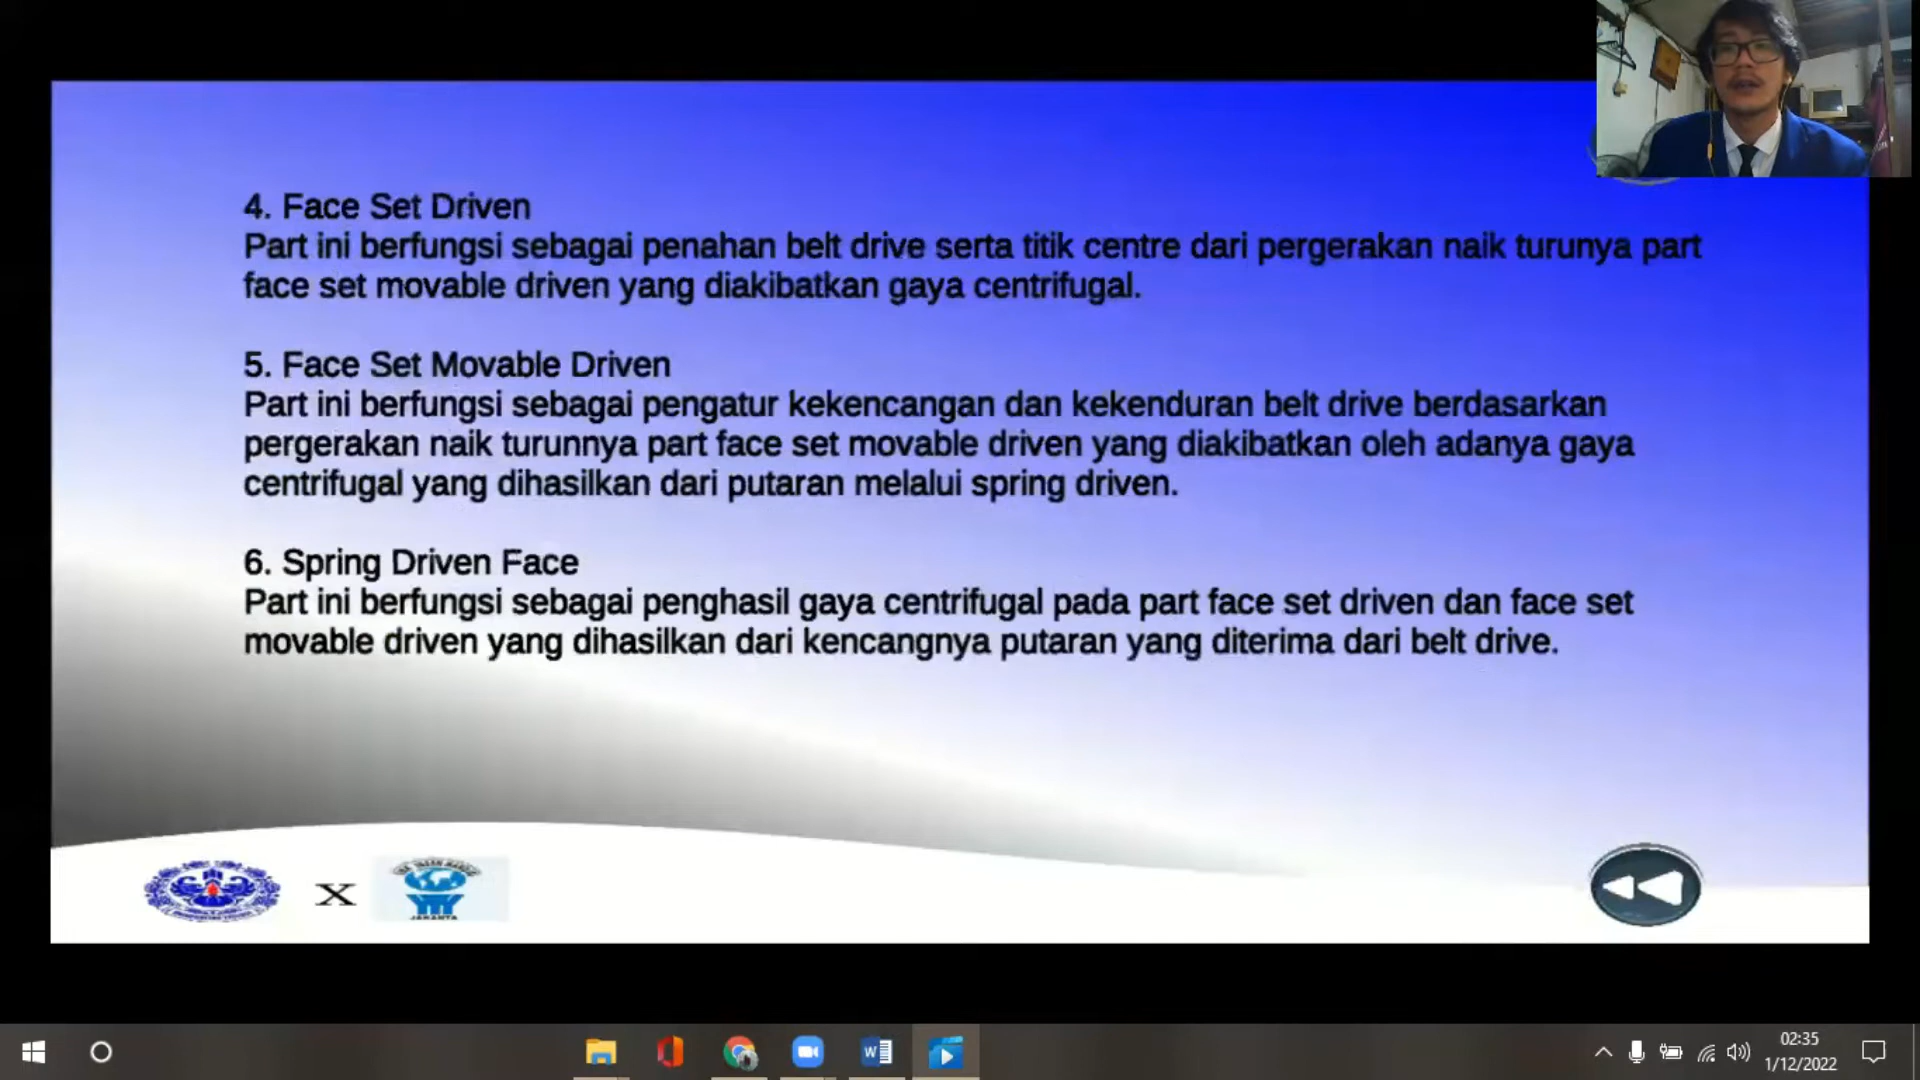 4. Face Set Driven
Part ini berfungsi sebagai penahan belt drive serta titik centre dari pergerakan naik turunya part
face set movable driven yang diakibatkan gaya centrifugal.
5. Face Set Movable Driven
Part ini berfungsi sebagai pengatur kekencangan dan kekenduran belt drive berdasarkan
pergerakan naik turunnya part face set movable driven yang diakibatkan oleh adanya gaya
centrifugal yang dihasilkan dari putaran melalui spring driven.
6. Spring Driven Face
Part ini berfungsi sebagai penghasil gaya centrifugal pada part face set driven dan face set
movable driven yang dihasilkan dari kencangnya putaran yang diterima dari belt drive.
X
JAKARTA
02:35
1/12/2022